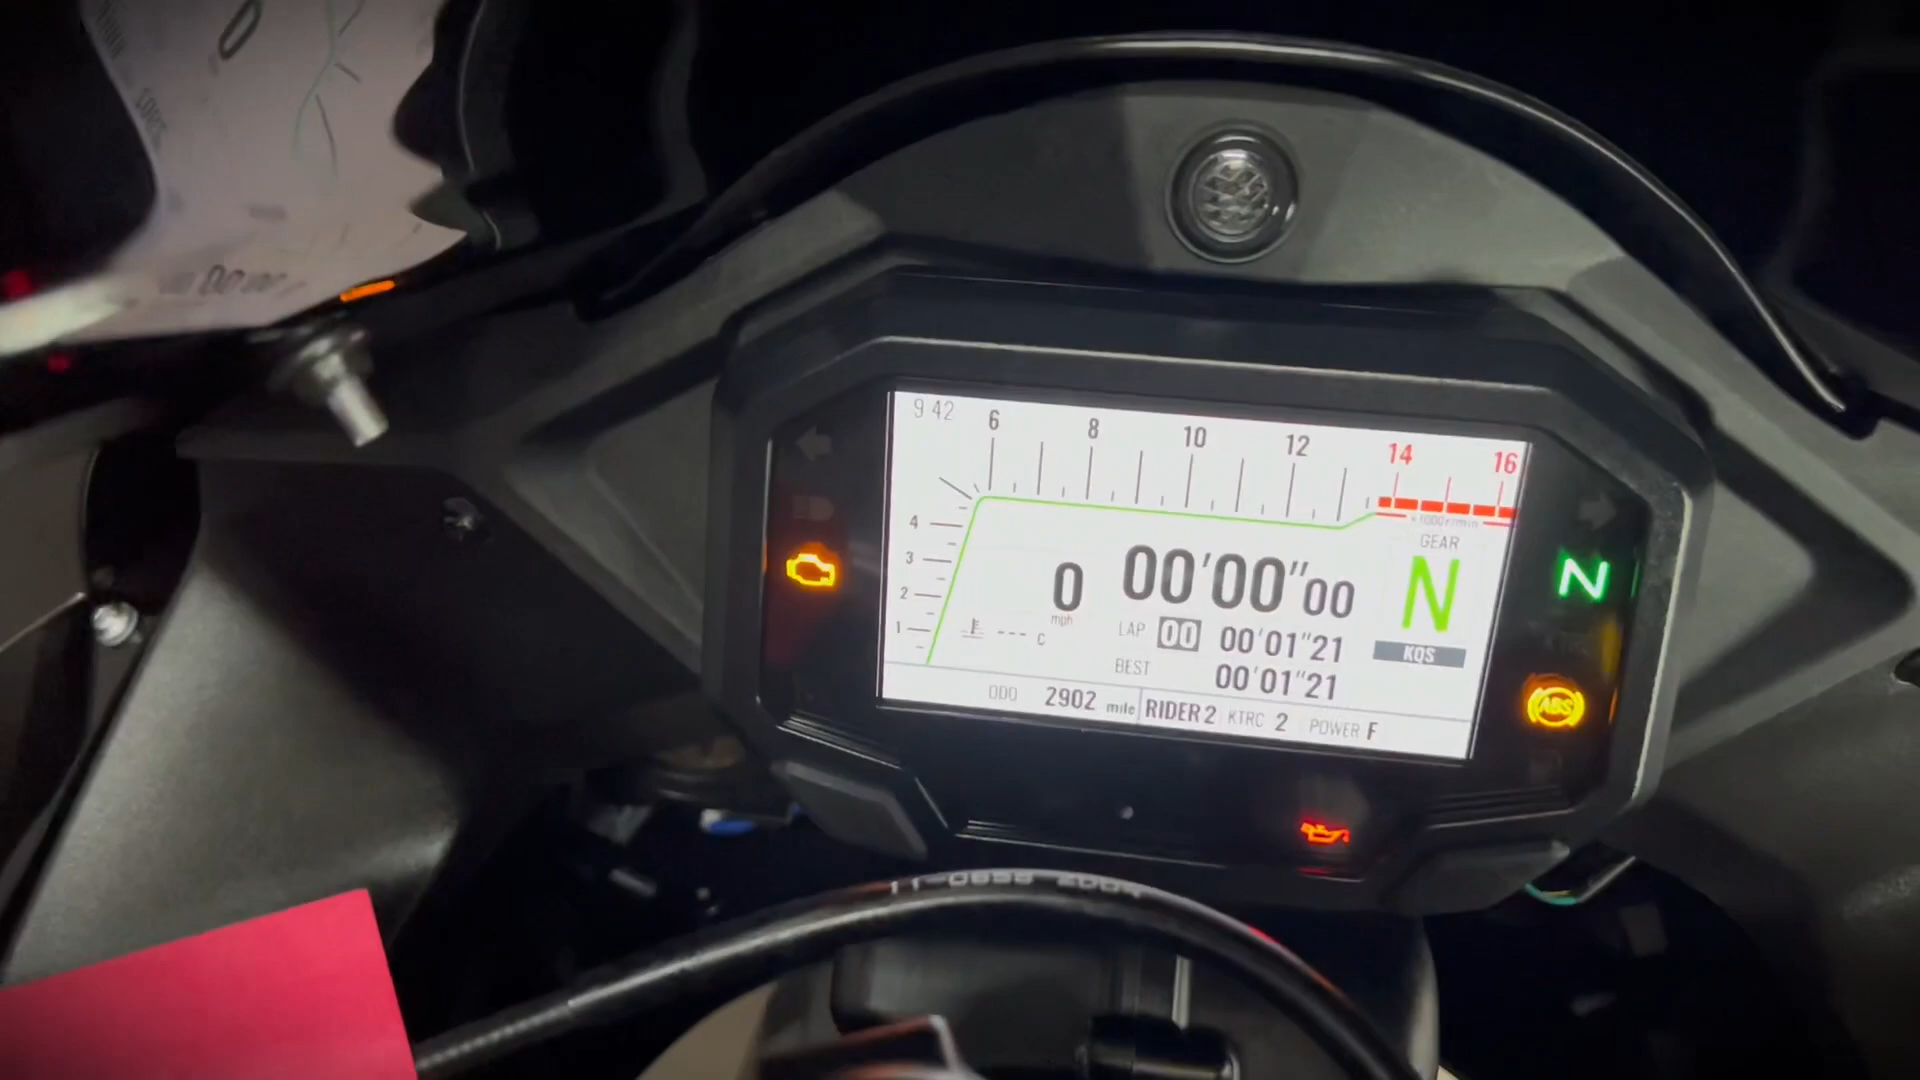 9 42
6 8 10 12 14 16
×1000r/min
4
3
2
1
GEAR
N
N
0
mph
00'00"00
--- C
LAP 00 00'01"21
KQS
BEST 00'01"21
ABS
ODO 2902 mile RIDER 2 KTRC 2 POWER F